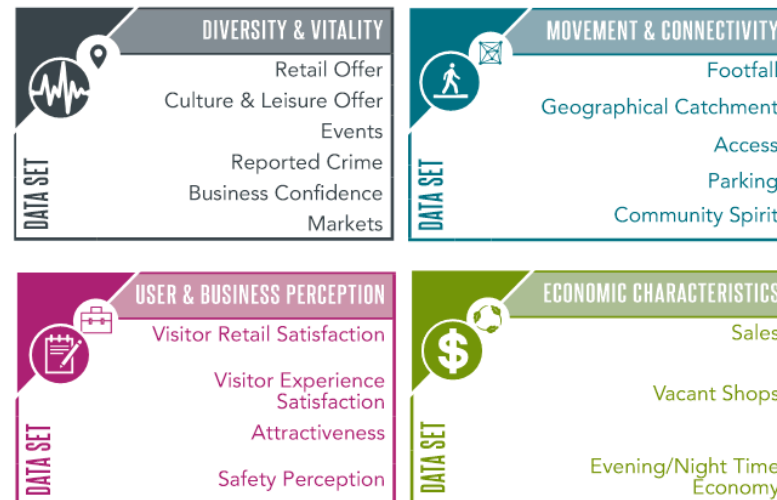 DIVERSITY & VITALITY
Retail Offer
Culture & Leisure Offer
Events
Reported Crime
Business Confidence
Markets
DATA SET
MOVEMENT & CONNECTIVITY
Footfall
Geographical Catchment
Access
Parking
Community Spirit
DATA SET
USER & BUSINESS PERCEPTION
Visitor Retail Satisfaction
Visitor Experience
Satisfaction
Attractiveness
Safety Perception
DATA SET
ECONOMIC CHARACTERISTICS
Sales
Vacant Shops
Evening/Night Time
Economy
DATA SET